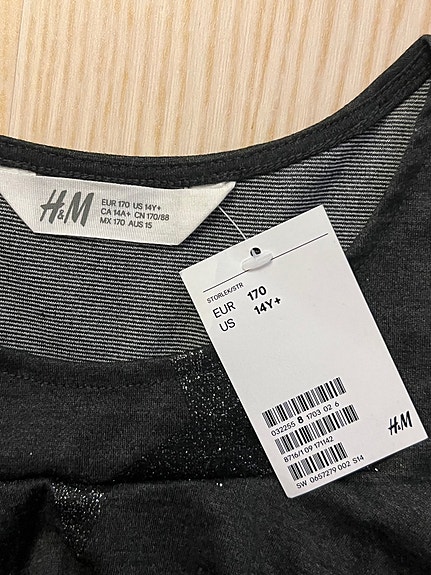 H&M
EUR 170 US 14Y+
CA 14A+ CN 170/88
MX 170 AUS 15
STORLEK/STR
EUR 170
US 14Y+
032255 8 1703 02 6
8716/1 09 171142
SW 0657279 002 S14
H&M